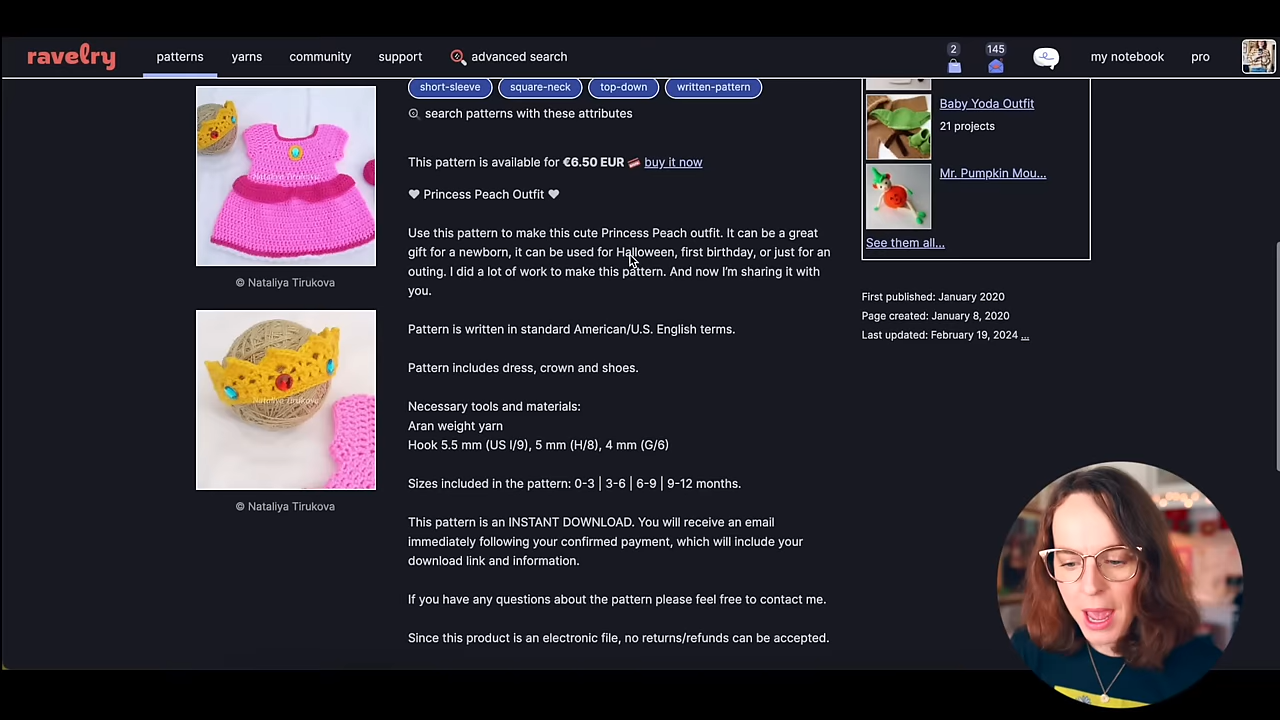 ravelry
patterns
yarns
community
support
advanced search
2
145
my notebook
pro
short-sleeve
square-neck
top-down
written-pattern
search patterns with these attributes
This pattern is available for €6.50 EUR buy it now
♥ Princess Peach Outfit ♥
Use this pattern to make this cute Princess Peach outfit. It can be a great
gift for a newborn, it can be used for Halloween, first birthday, or just for an
outing. I did a lot of work to make this pattern. And now I'm sharing it with
you.
Pattern is written in standard American/U.S. English terms.
Pattern includes dress, crown and shoes.
Necessary tools and materials:
Aran weight yarn
Hook 5.5 mm (US I/9), 5 mm (H/8), 4 mm (G/6)
Sizes included in the pattern: 0-3 | 3-6 | 6-9 | 9-12 months.
This pattern is an INSTANT DOWNLOAD. You will receive an email
immediately following your confirmed payment, which will include your
download link and information.
If you have any questions about the pattern please feel free to contact me.
Since this product is an electronic file, no returns/refunds can be accepted.
© Nataliya Tirukova
Nataliya Tirukova
© Nataliya Tirukova
Baby Yoda Outfit
21 projects
Mr. Pumpkin Mou...
See them all...
First published: January 2020
Page created: January 8, 2020
Last updated: February 19, 2024 ...